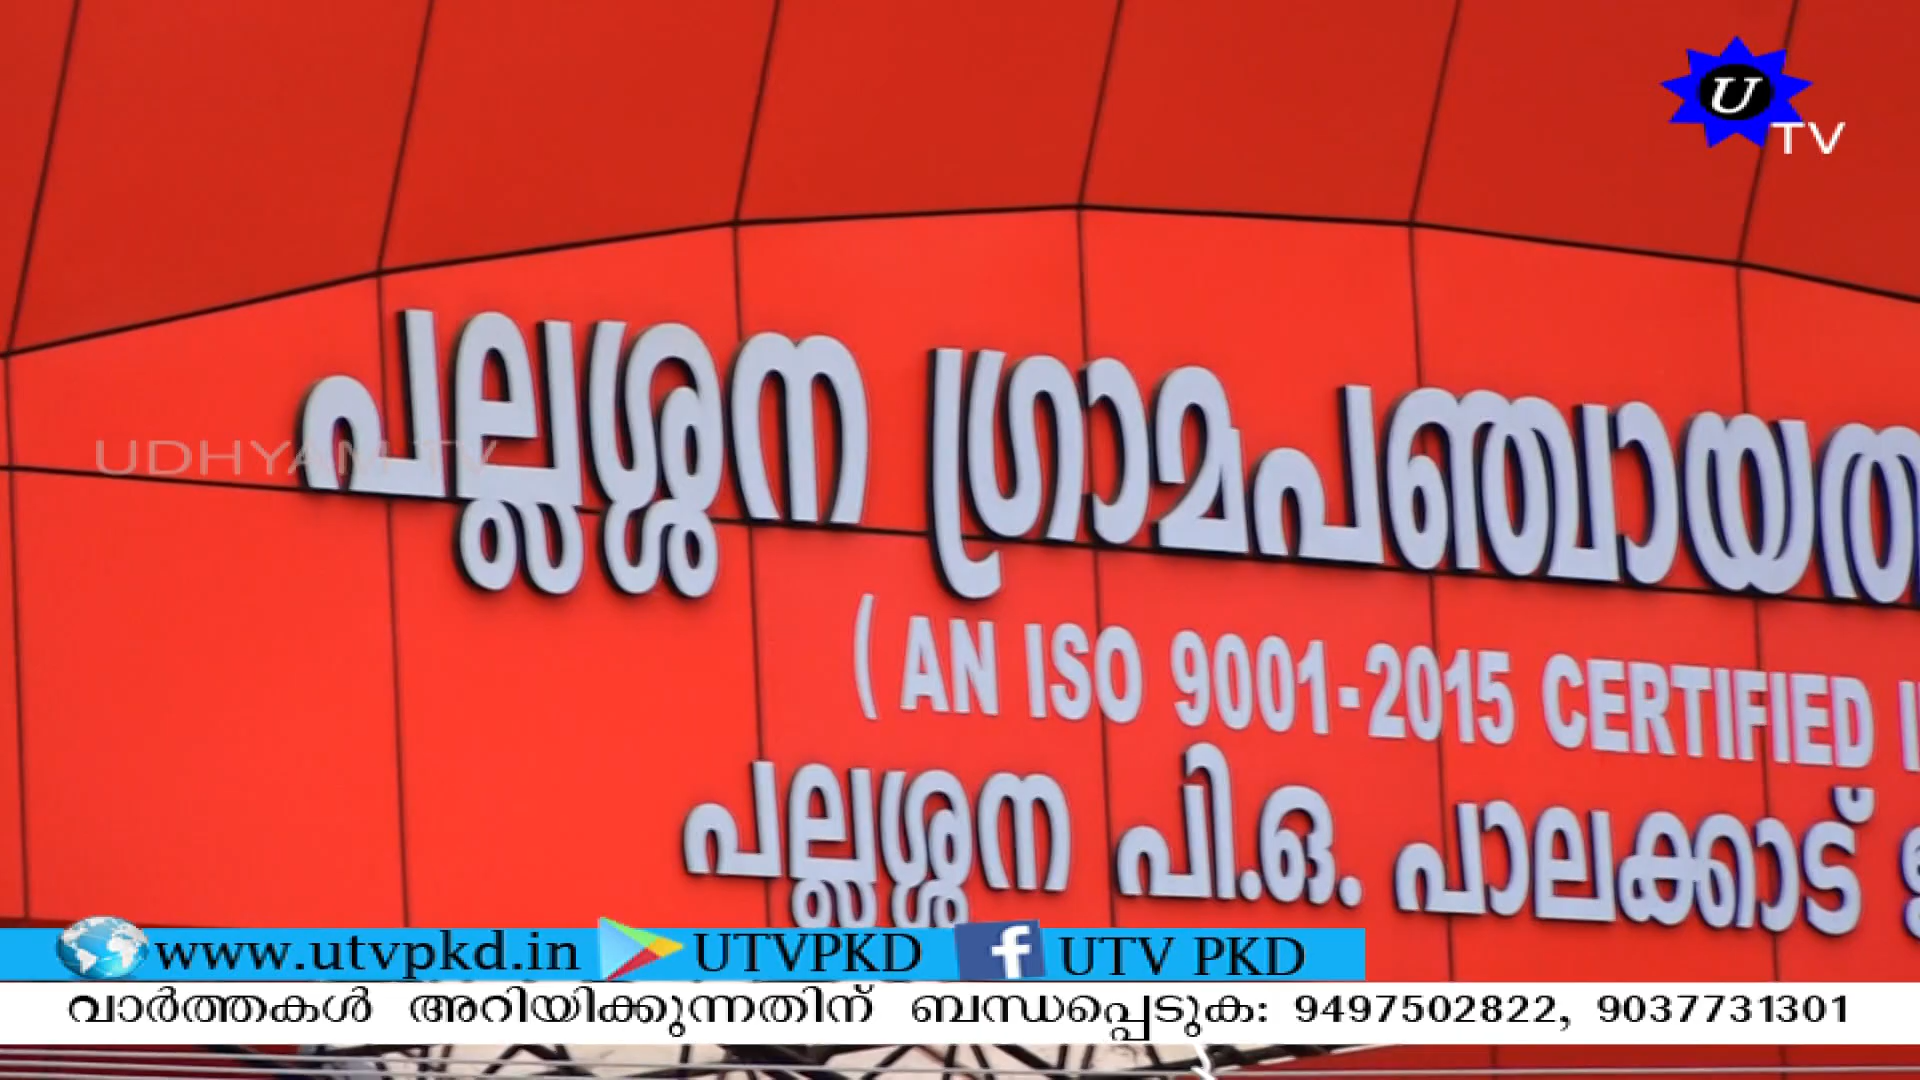 U
TV
പല്ലശ്ശന ഗ്രാമപഞ്ചായത
UDHYAM TV
( AN ISO 9001-2015 CERTIFIED I
പല്ലശ്ശന പി.ഒ. പാലക്കാട്
www.utvpkd.in UTVPKD f UTV PKD
വാർത്തകൾ അറിയിക്കുന്നതിന് ബന്ധപ്പെടുക: 9497502822, 9037731301